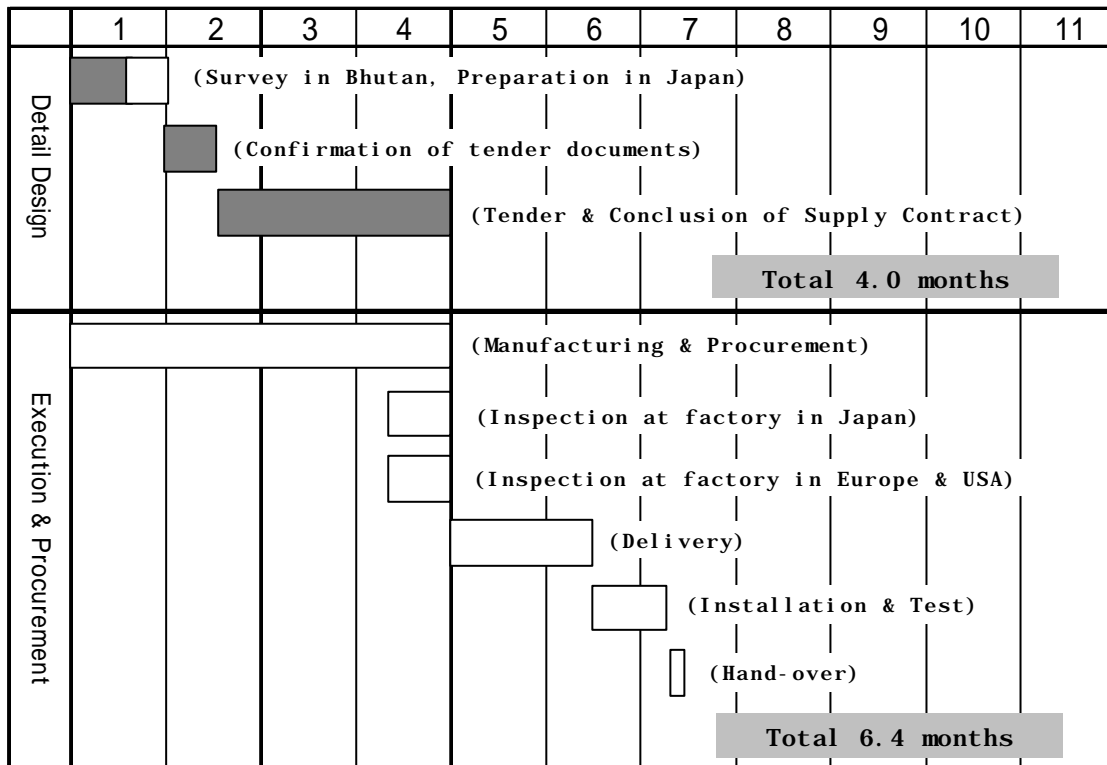 1 2 3 4 5 6 7 8 9 10 11
Detail Design
(Survey in Bhutan, Preparation in Japan)
(Confirmation of tender documents)
(Tender & Conclusion of Supply Contract)
Total 4.0 months
Execution & Procurement
(Manufacturing & Procurement)
(Inspection at factory in Japan)
(Inspection at factory in Europe & USA)
(Delivery)
(Installation & Test)
(Hand-over)
Total 6.4 months